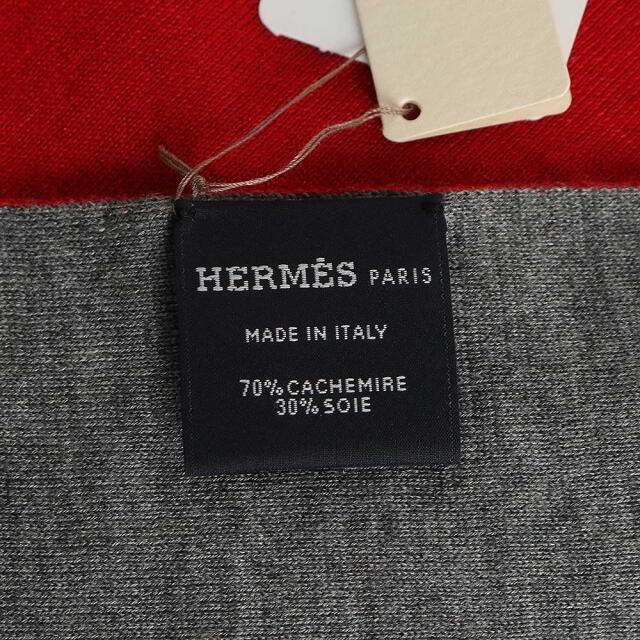 HERMÈS PARIS
MADE IN ITALY
70% CACHEMIRE
30% SOIE